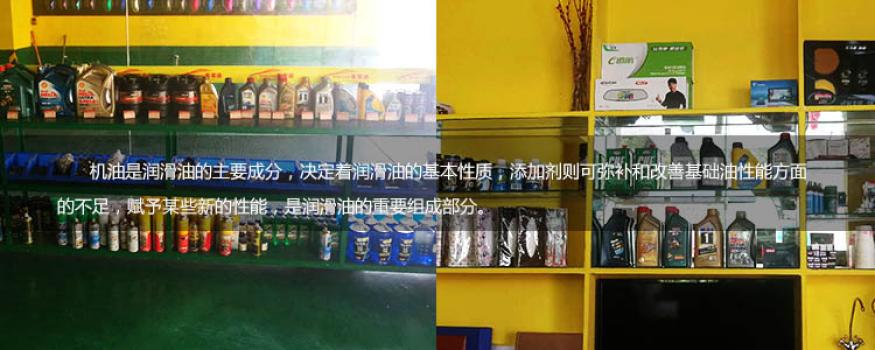 机油是润滑油的主要成分，决定着润滑油的基本性质，添加剂则可弥补和改善基础油性能方面
的不足，赋予某些新的性能，是润滑油的重要组成部分。